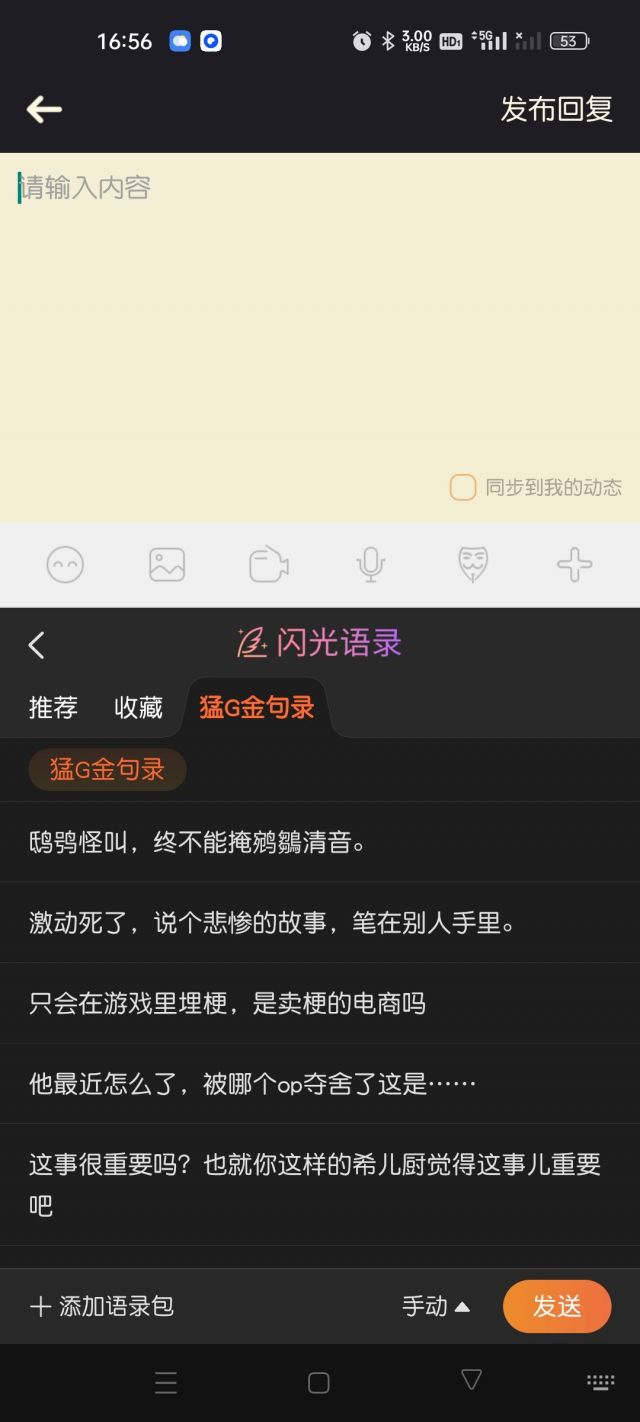 16:56 3.00 KB/S HD1 5G 53
发布回复
请输入内容
同步到我的动态
闪光语录
推荐 收藏 猛G金句录
猛G金句录
鸱鸮怪叫，终不能掩鹓鶵清音。
激动死了，说个悲惨的故事，笔在别人手里。
只会在游戏里埋梗，是卖梗的电商吗
他最近怎么了，被哪个op夺舍了这是……
这事很重要吗？也就你这样的希儿厨觉得这事儿重要
吧
添加语录包 手动 发送